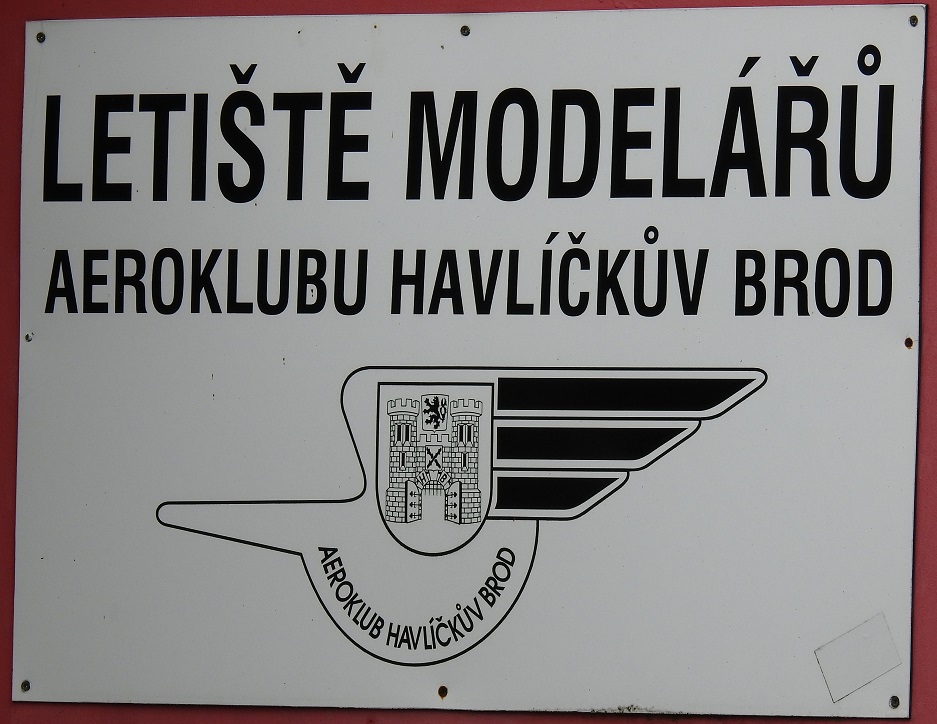 LETIŠTĚ MODELÁŘŮ
AEROKLUBU HAVLÍČKŮV BROD
AEROKLUB HAVLÍČKŮV BROD